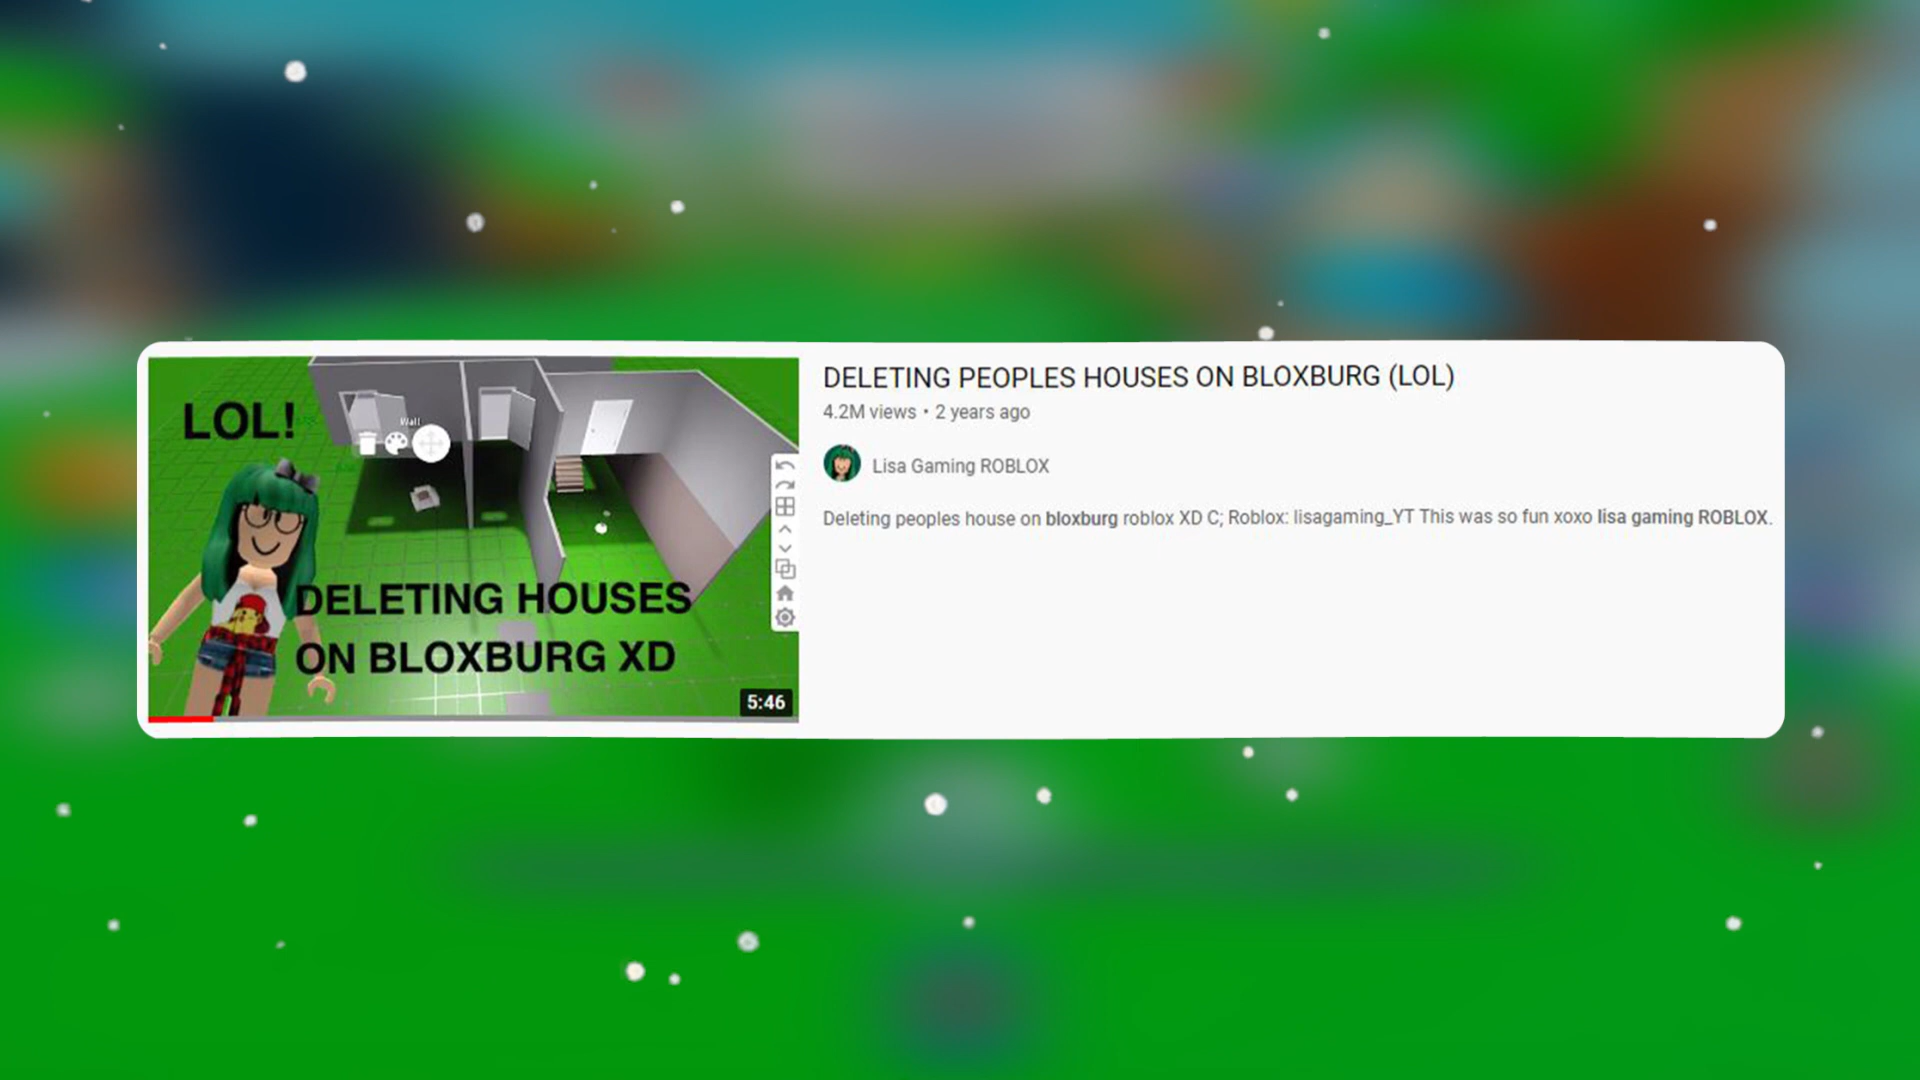 LOL!
Wall
DELETING HOUSES
ON BLOXBURG XD
5:46
DELETING PEOPLES HOUSES ON BLOXBURG (LOL)
4.2M views • 2 years ago
Lisa Gaming ROBLOX
Deleting peoples house on bloxburg roblox XD C; Roblox: lisagaming_YT This was so fun xoxo lisa gaming ROBLOX.